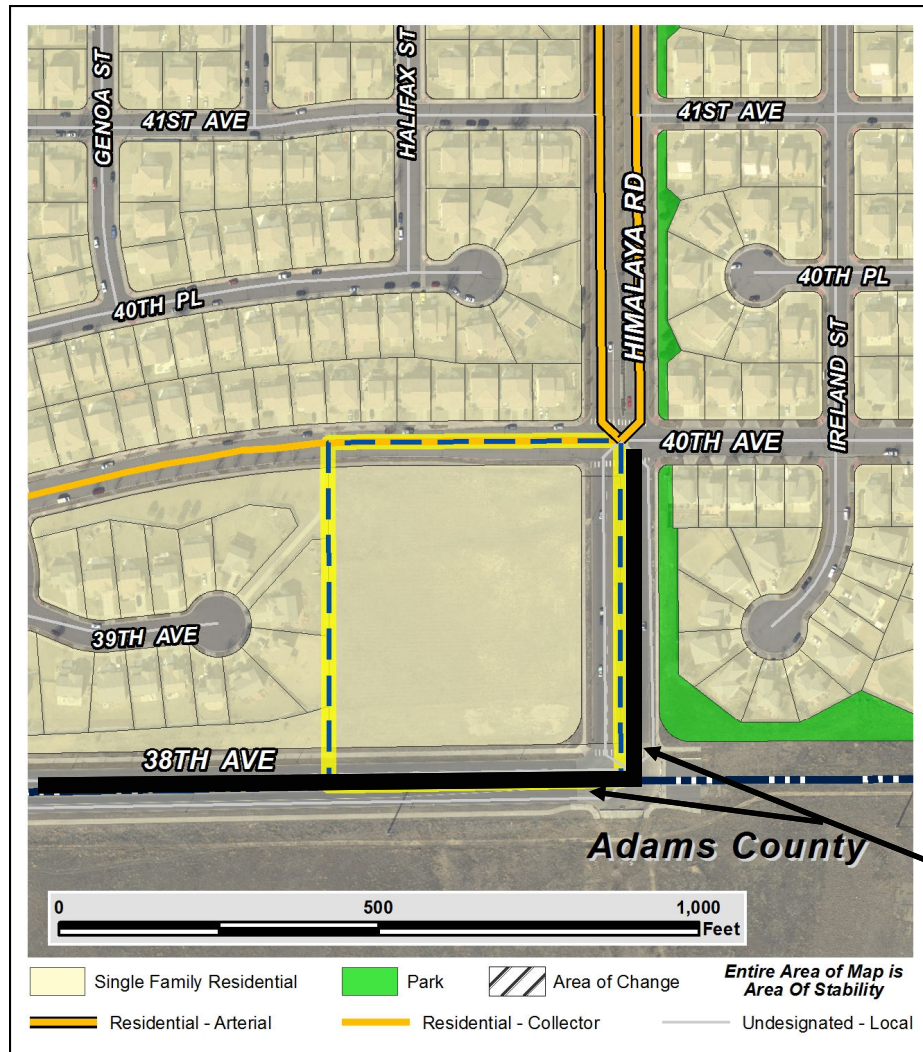 GENOA ST
HALIFAX ST
41ST AVE
41ST AVE
HIMALAYA RD
40TH PL
40TH PL
IRELAND ST
40TH AVE
39TH AVE
38TH AVE
Adams County
0 500 1,000
Feet
Single Family Residential
Park
Area of Change
Entire Area of Map is
Area Of Stability
Residential - Arterial
Residential - Collector
Undesignated - Local